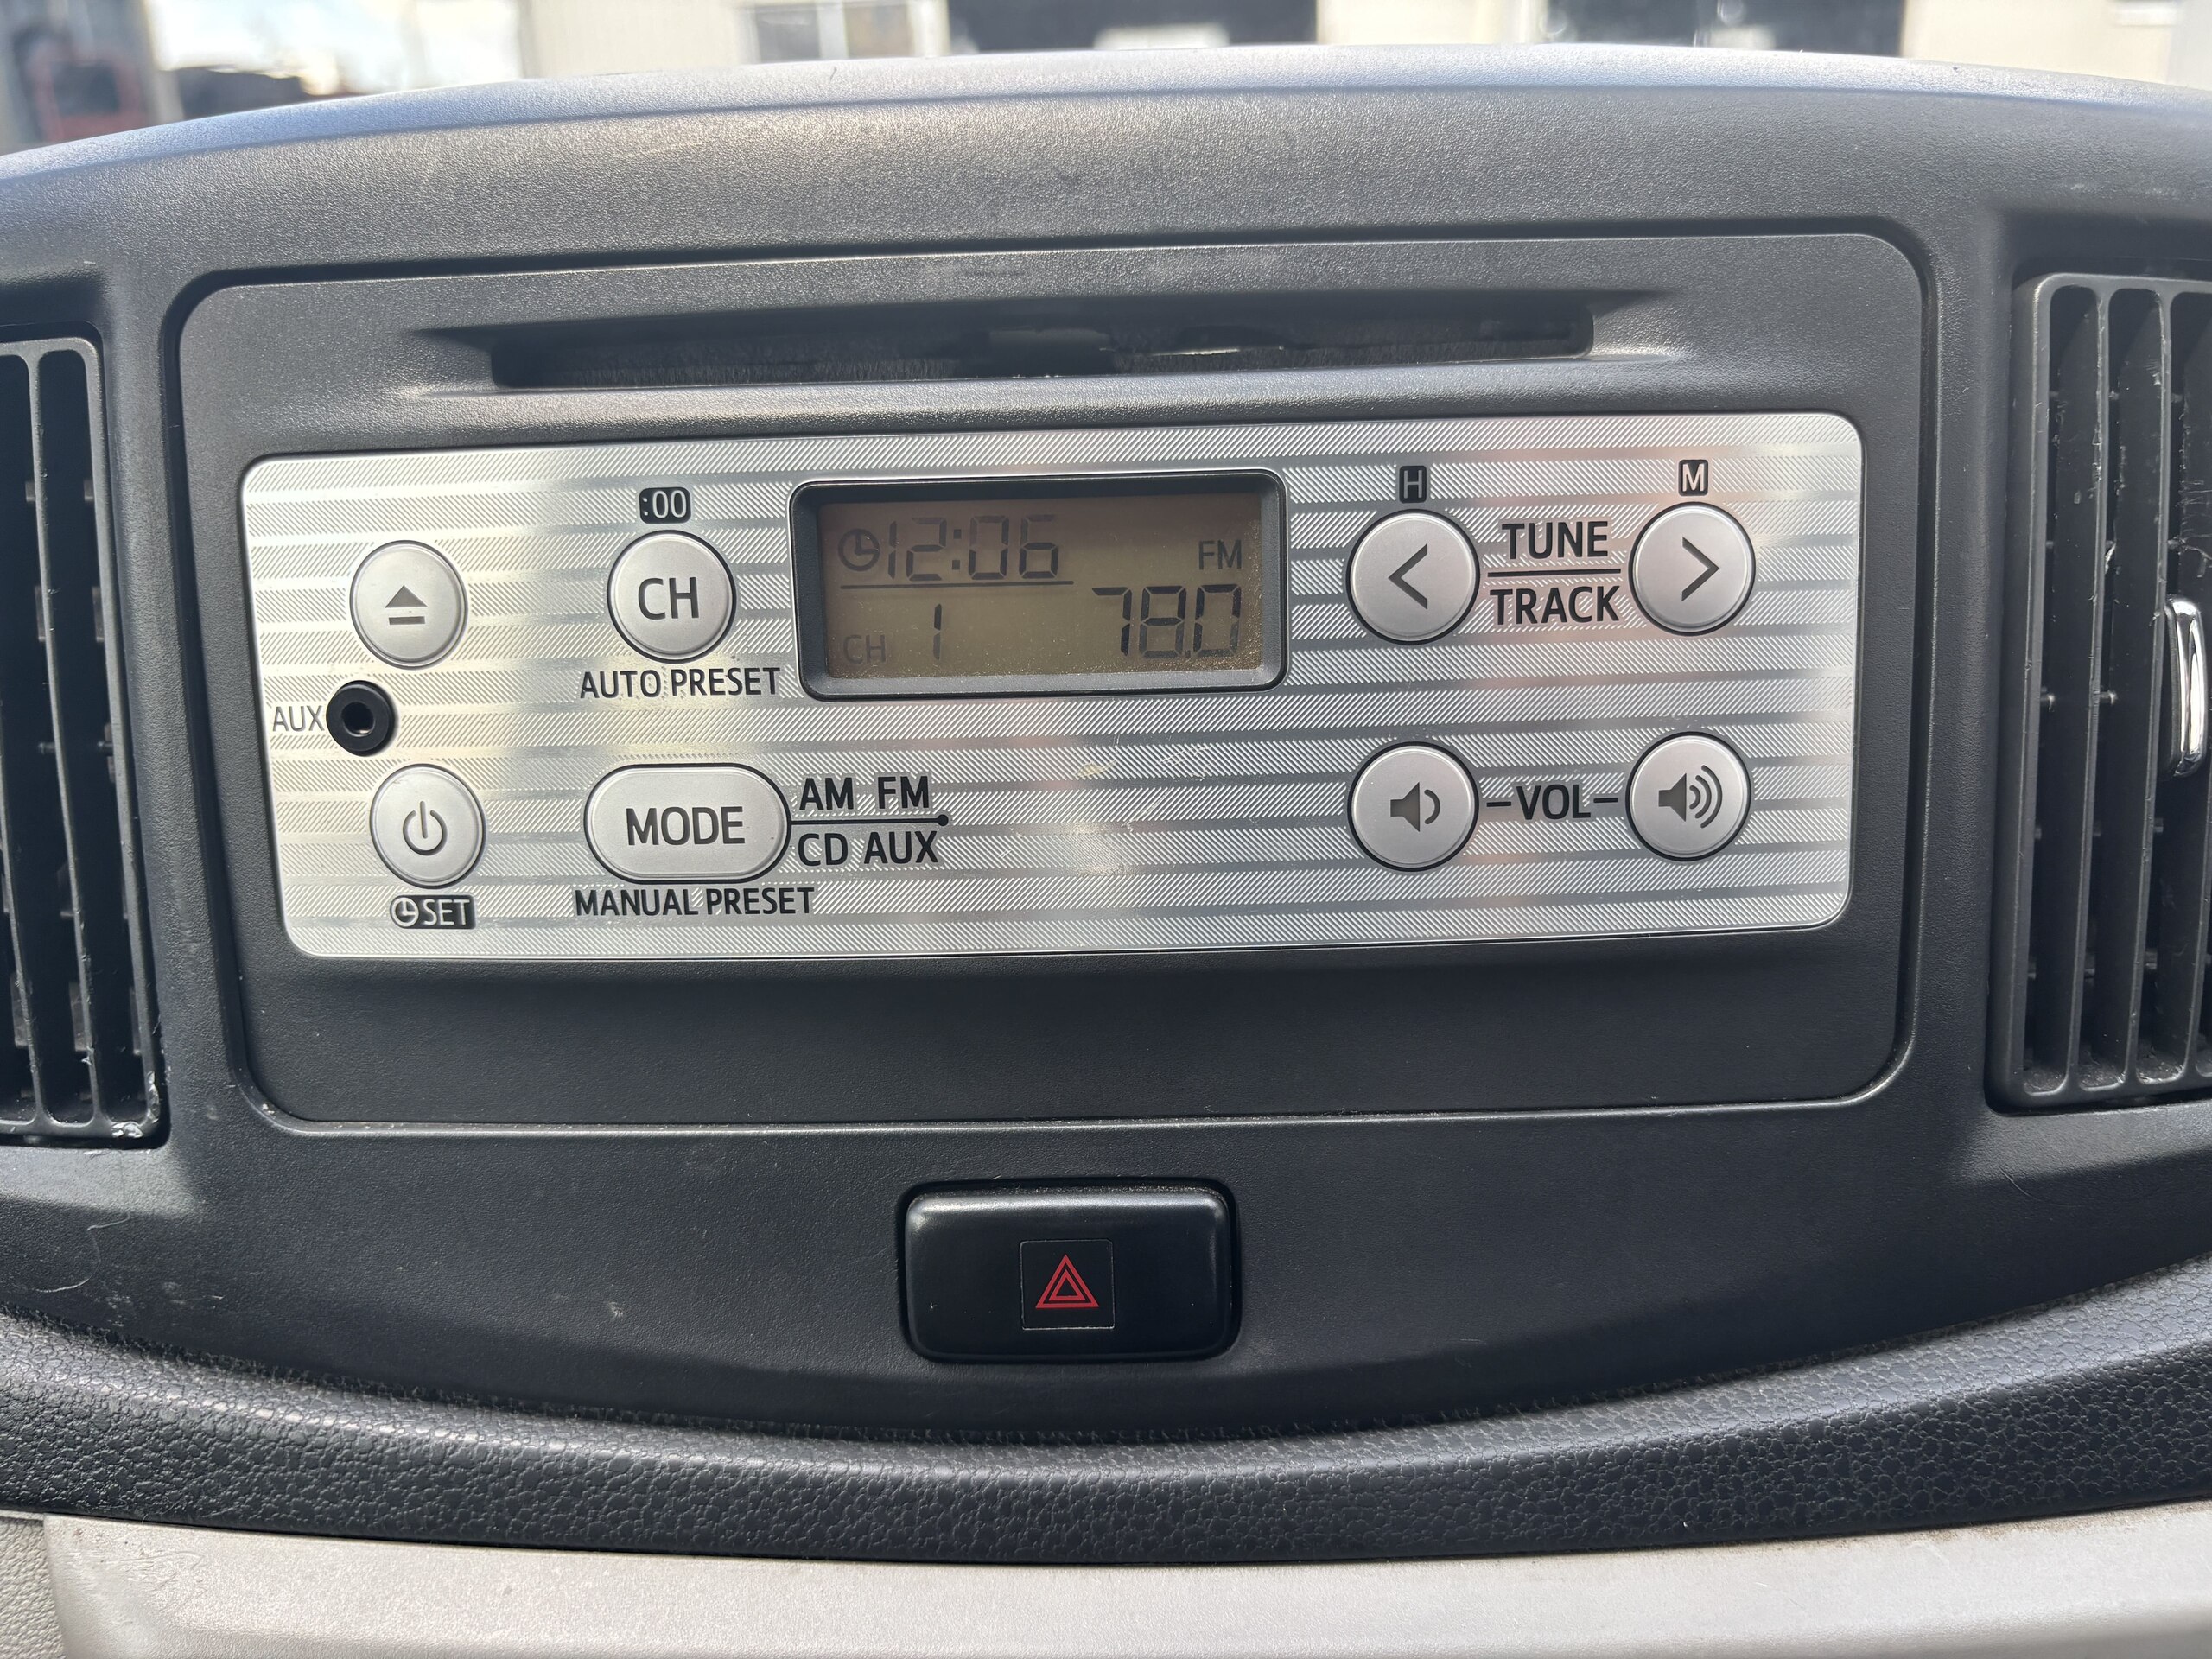 :00
H
M
CH
12:06
FM
TUNE
TRACK
CH 1 78.0
AUTO PRESET
AUX
MODE
AM FM
CD AUX
VOL
MANUAL PRESET
SET